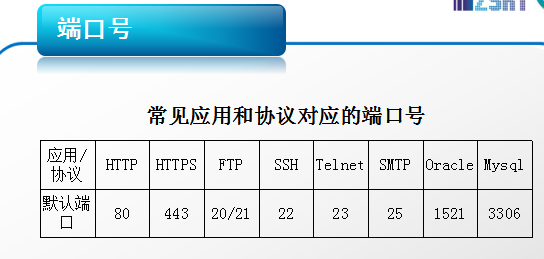 端口号
常见应用和协议对应的端口号
应用/协议 HTTP HTTPS FTP SSH Telnet SMTP Oracle Mysql
默认端口 80 443 20/21 22 23 25 1521 3306